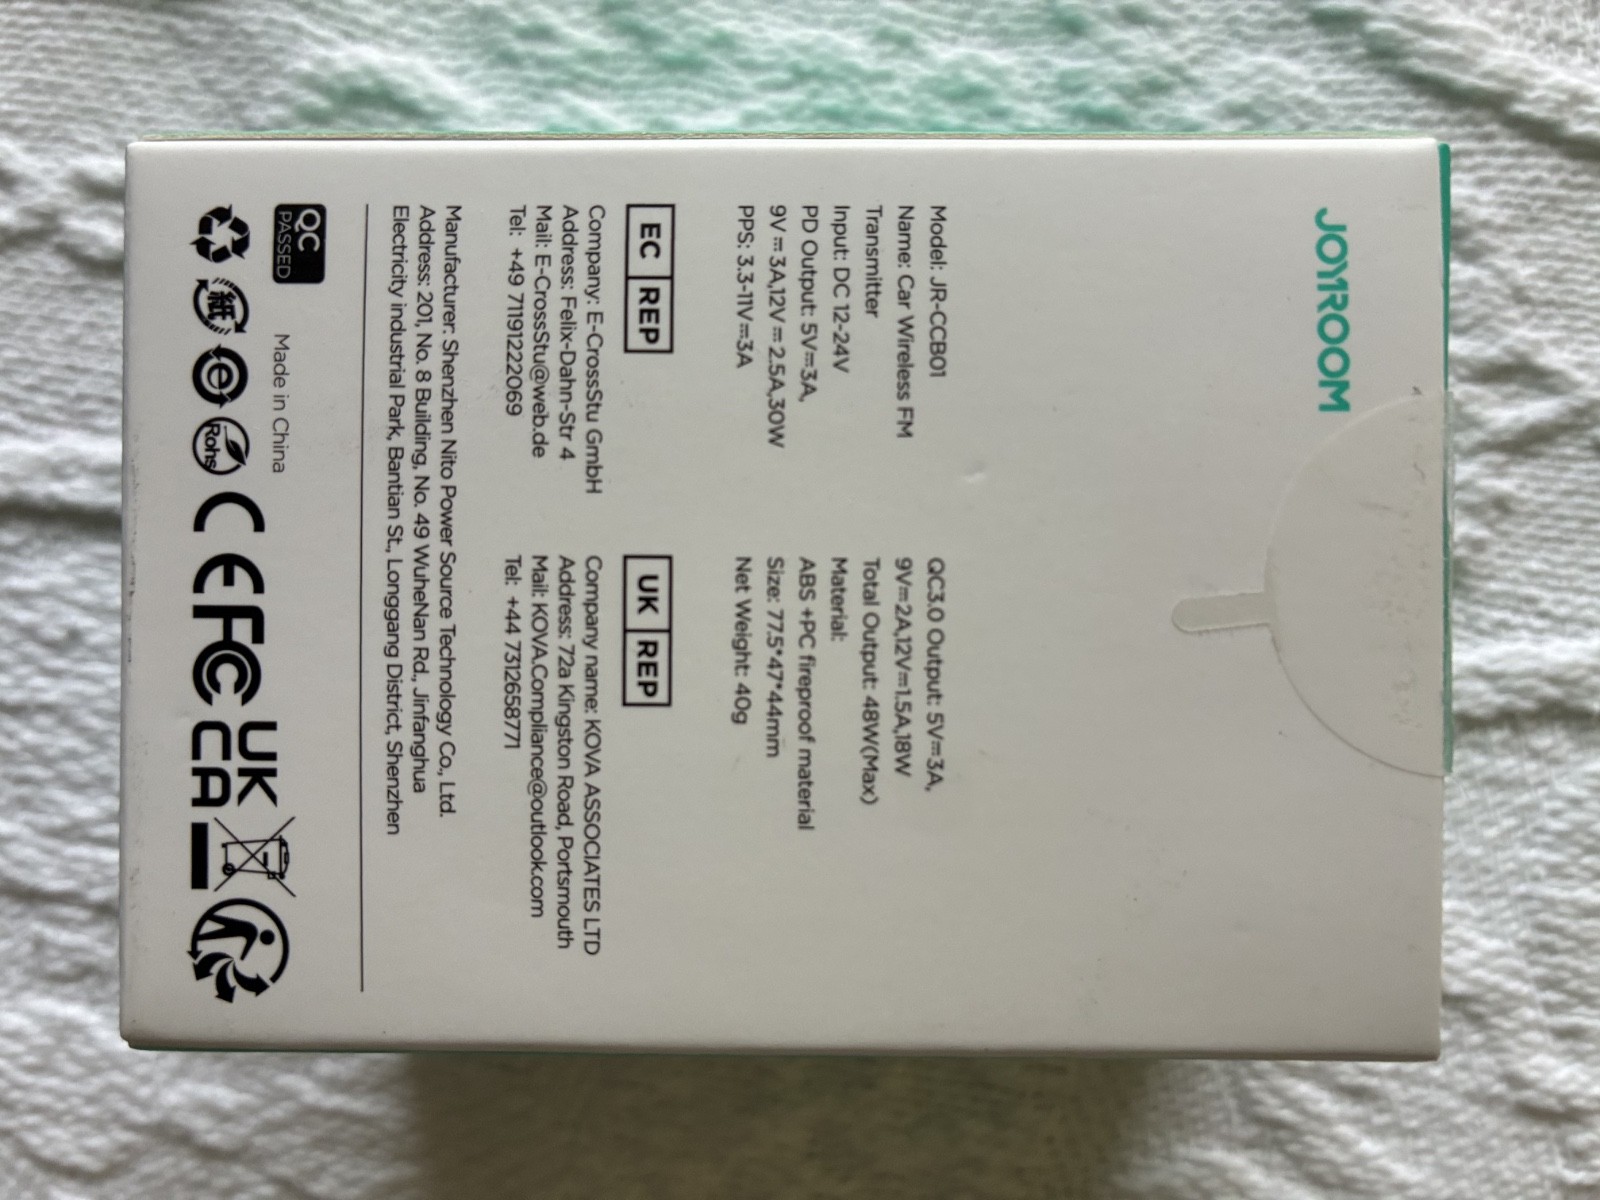 JOYROOM
Model: JR-CCB01
Name: Car Wireless FM
Transmitter
Input: DC 12-24V
PD Output: 5V⎓3A,
9V⎓3A,12V⎓2.5A,30W
PPS: 3.3-11V⎓3A
QC3.0 Output: 5V⎓3A,
9V⎓2A,12V⎓1.5A,18W
Total Output: 48W(Max)
Material:
ABS +PC fireproof material
Size: 77.5*47*44mm
Net Weight: 40g
EC REP
Company: E-CrossStu GmbH
Address: Felix-Dahn-Str 4
Mail: E-CrossStu@web.de
Tel: +49 71191222069
UK REP
Company name: KOVA ASSOCIATES LTD
Address: 72a Kingston Road, Portsmouth
Mail: KOVA.Compliance@outlook.com
Tel: +44 7312658771
Manufacturer: Shenzhen Nito Power Source Technology Co., Ltd.
Address: 201, No. 8 Building, No. 49 WuheNan Rd., Jinfanghua
Electricity industrial Park, Bantian St., Longgang District, Shenzhen
QC
PASSED
Made in China
紙
e
Rohs
CE
FC
UK
CA